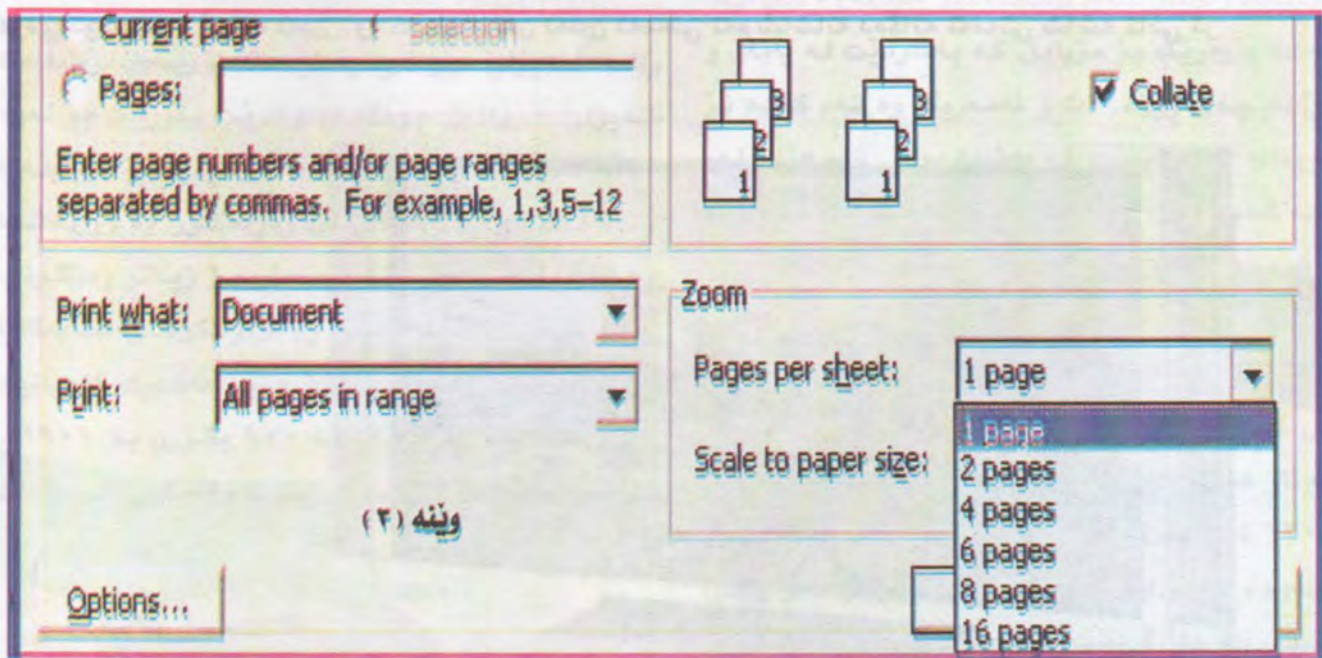 Current page
Selection
Pages:
Enter page numbers and/or page ranges
separated by commas. For example, 1,3,5–12
3
2
1
3
2
1
Collate
Print what: Document
Print: All pages in range
Zoom
Pages per sheet: 1 page
1 page
2 pages
Scale to paper size:
4 pages
6 pages
8 pages
16 pages
وێنه (٣)
Options...